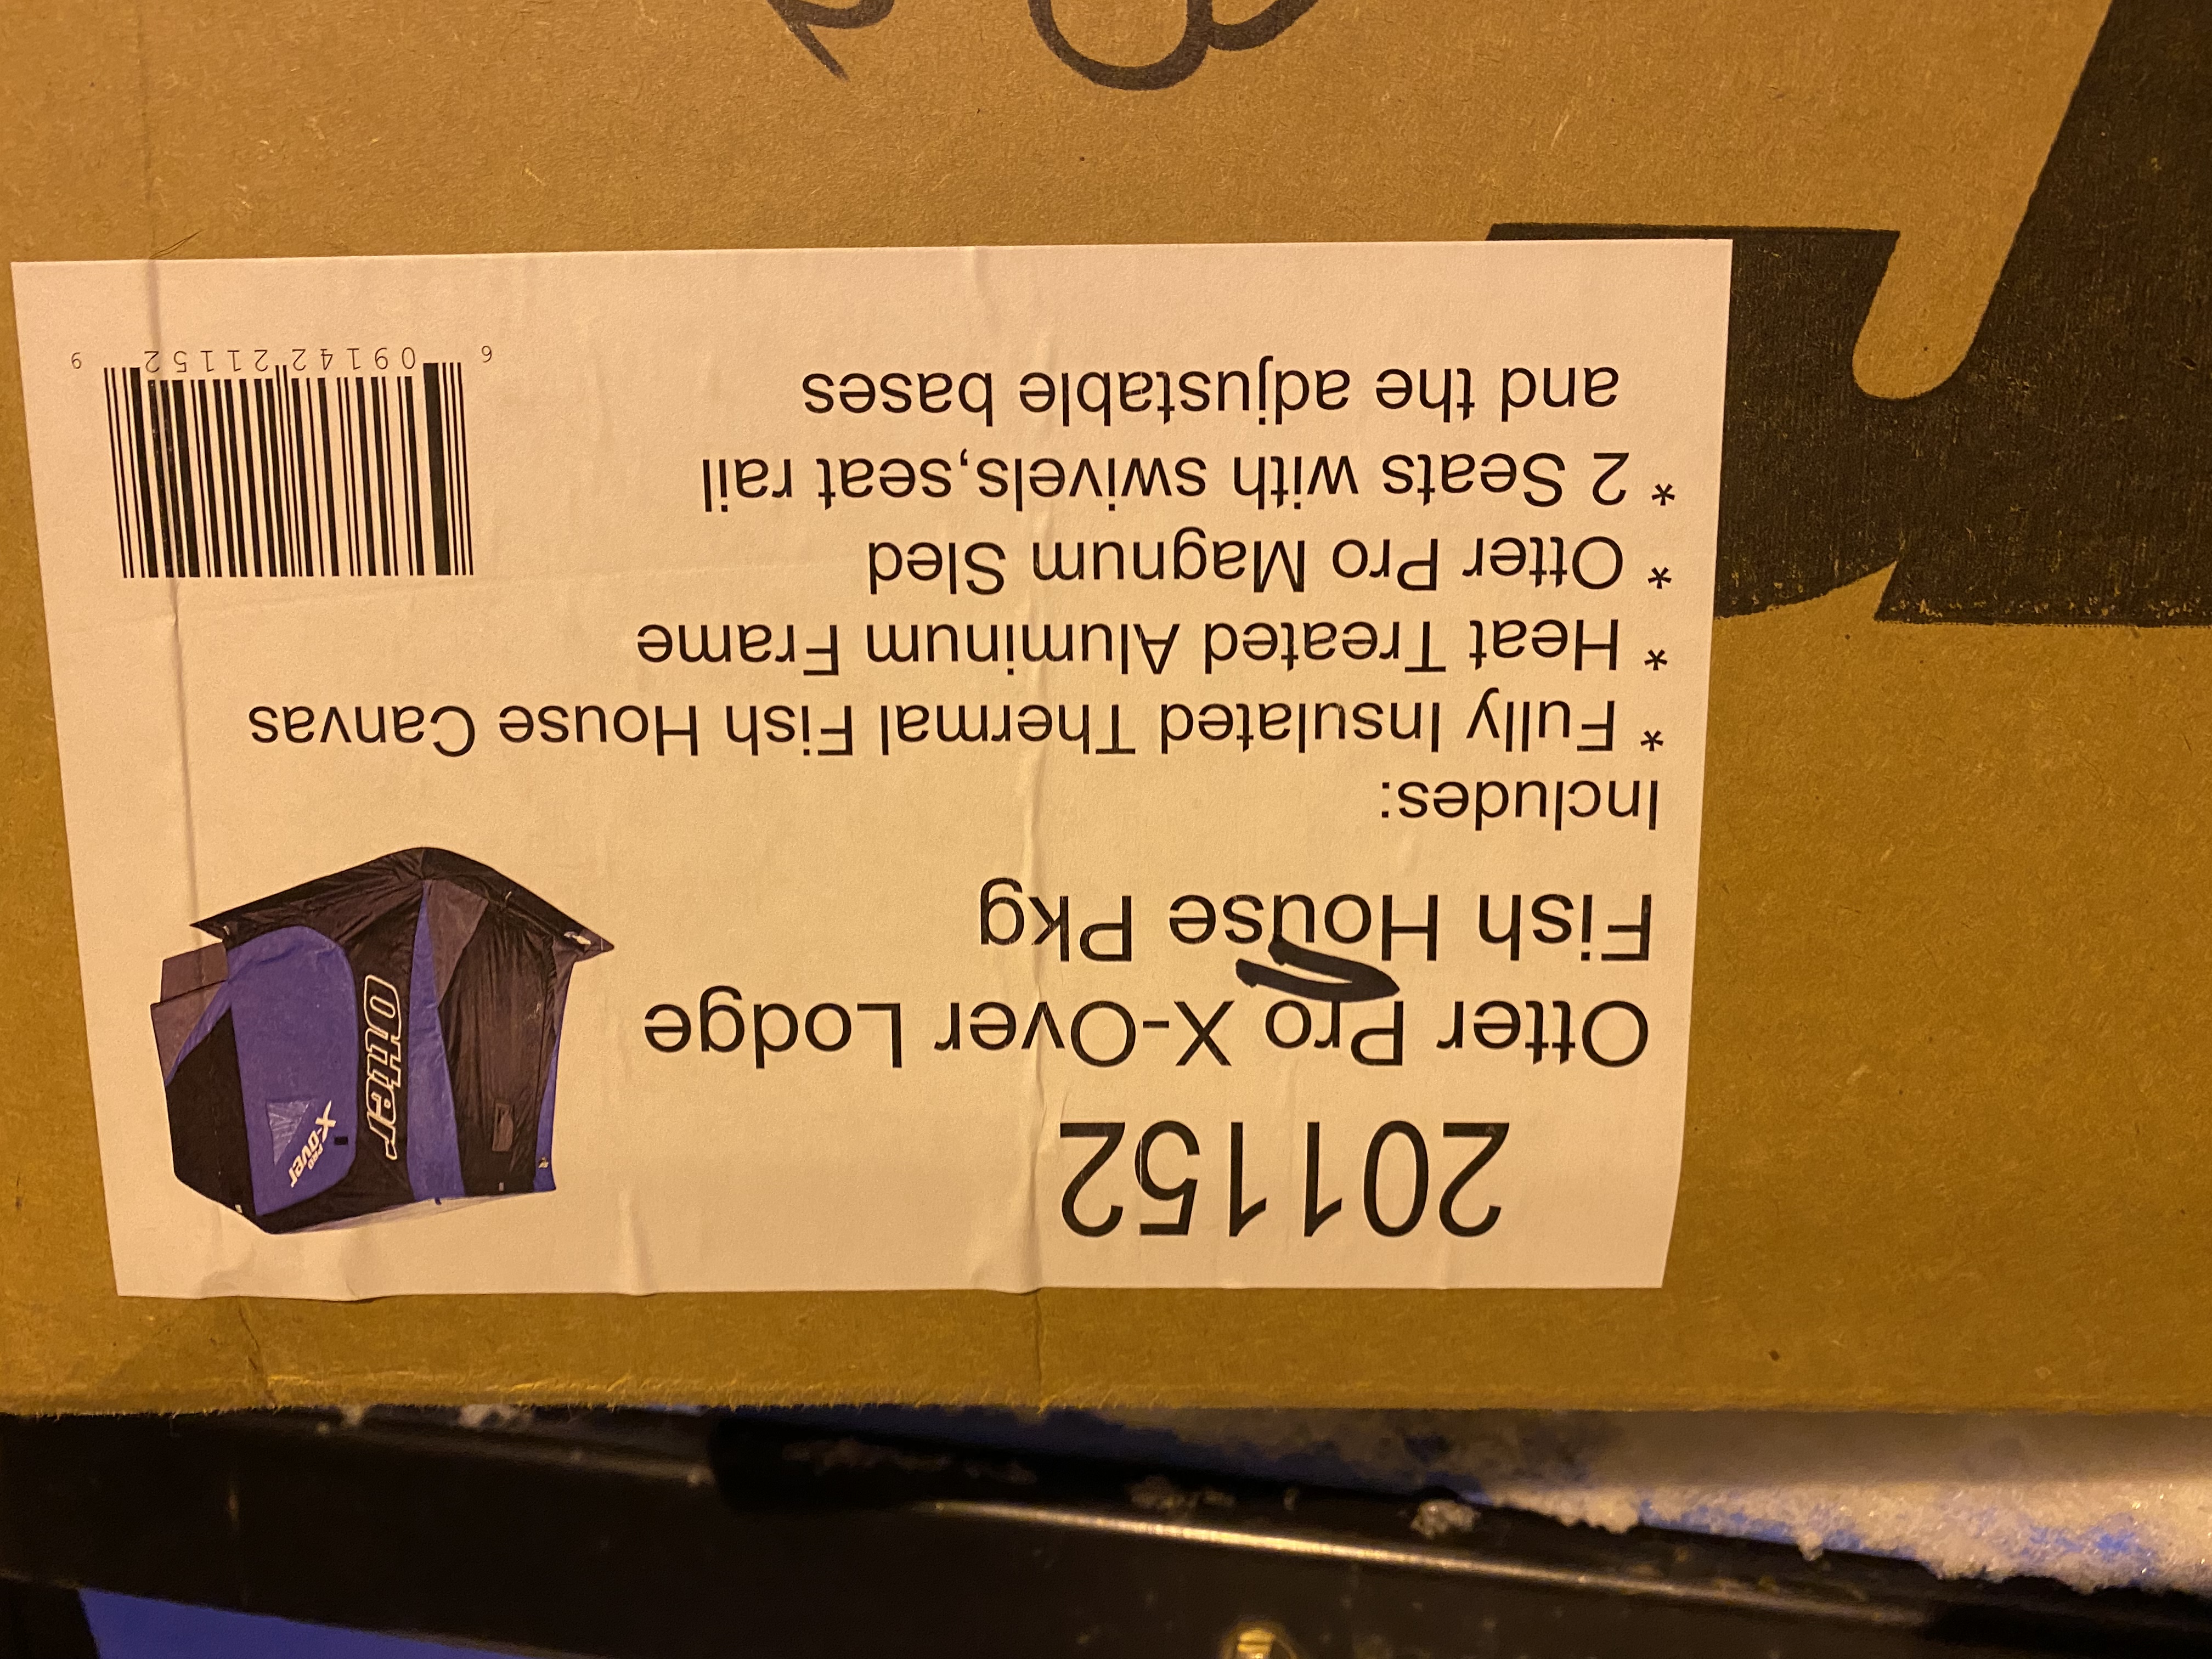 201152
Otter Pro X-Over Lodge
Fish House Pkg
Includes:
* Fully Insulated Thermal Fish House Canvas
* Heat Treated Aluminum Frame
* Otter Pro Magnum Sled
* 2 Seats with swivels,seat rail
and the adjustable bases
Otter
PRO
X-Over
6 09142 21152 9